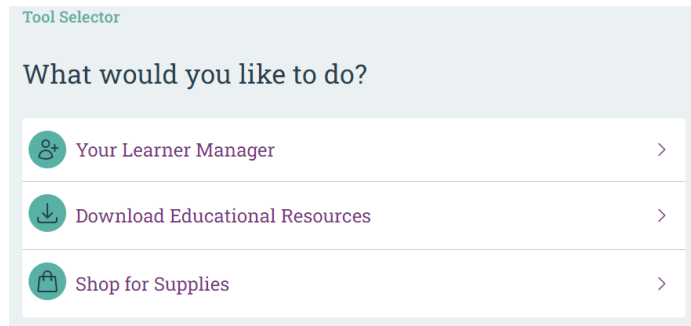 Tool Selector
What would you like to do?
Your Learner Manager
Download Educational Resources
Shop for Supplies